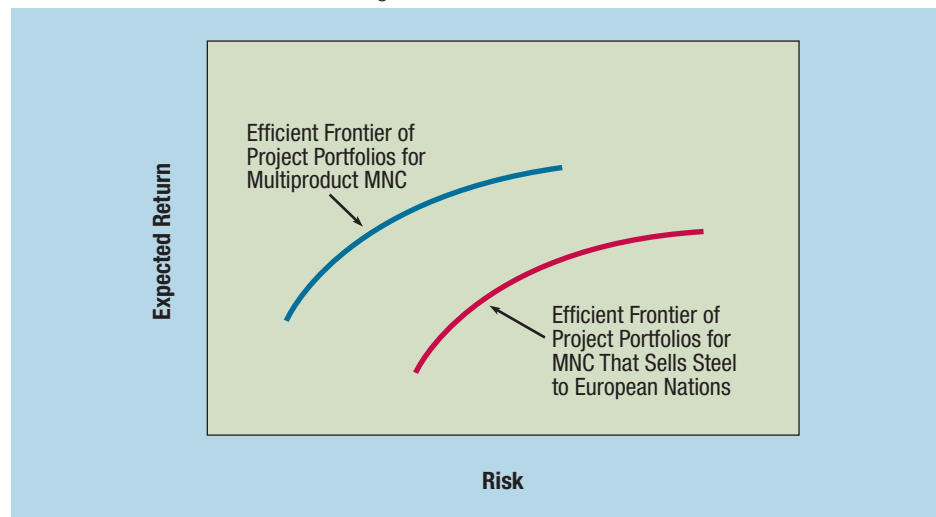 Efficient Frontier of
Project Portfolios for
Multiproduct MNC
Expected Return
Efficient Frontier of
Project Portfolios for
MNC That Sells Steel
to European Nations
Risk